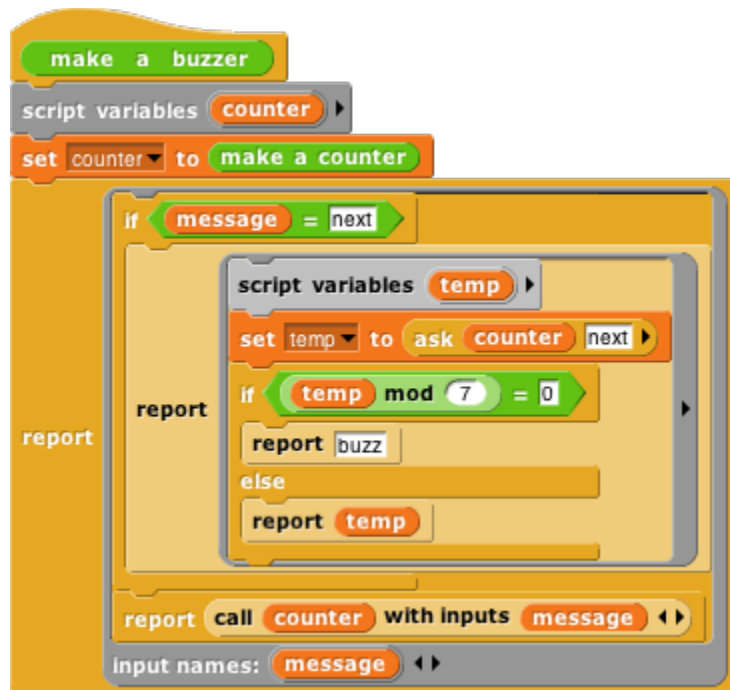 make a buzzer
script variables counter
set counter to make a counter
if message = next
script variables temp
set temp to ask counter next
if temp mod 7 = 0
report
report
report buzz
else
report temp
report call counter with inputs message
input names: message